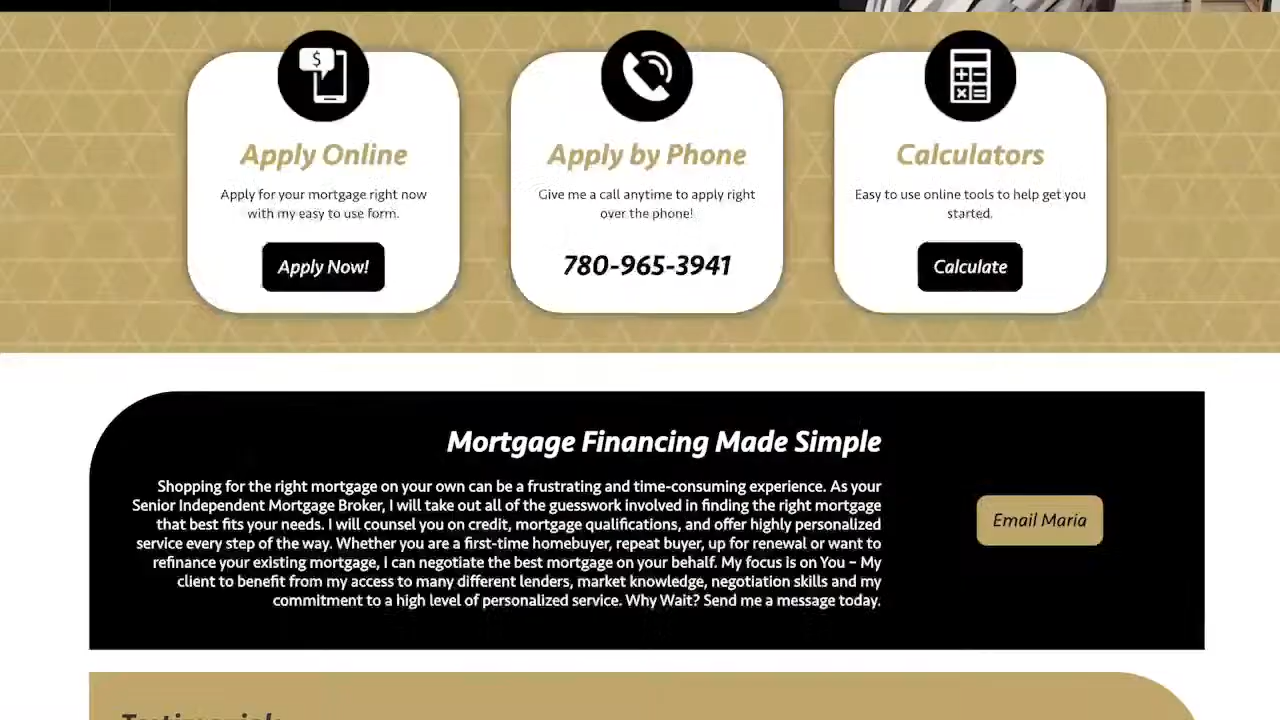 $
Apply Online
Apply for your mortgage right now
with my easy to use form.
Apply Now!
Apply by Phone
Give me a call anytime to apply right
over the phone!
780-965-3941
Calculators
Easy to use online tools to help get you
started.
Calculate
Mortgage Financing Made Simple
Shopping for the right mortgage on your own can be a frustrating and time-consuming experience. As your
Senior Independent Mortgage Broker, I will take out all of the guesswork involved in finding the right mortgage
that best fits your needs. I will counsel you on credit, mortgage qualifications, and offer highly personalized
service every step of the way. Whether you are a first-time homebuyer, repeat buyer, up for renewal or want to
refinance your existing mortgage, I can negotiate the best mortgage on your behalf. My focus is on You – My
client to benefit from my access to many different lenders, market knowledge, negotiation skills and my
commitment to a high level of personalized service. Why Wait? Send me a message today.
Email Maria
Testimonials